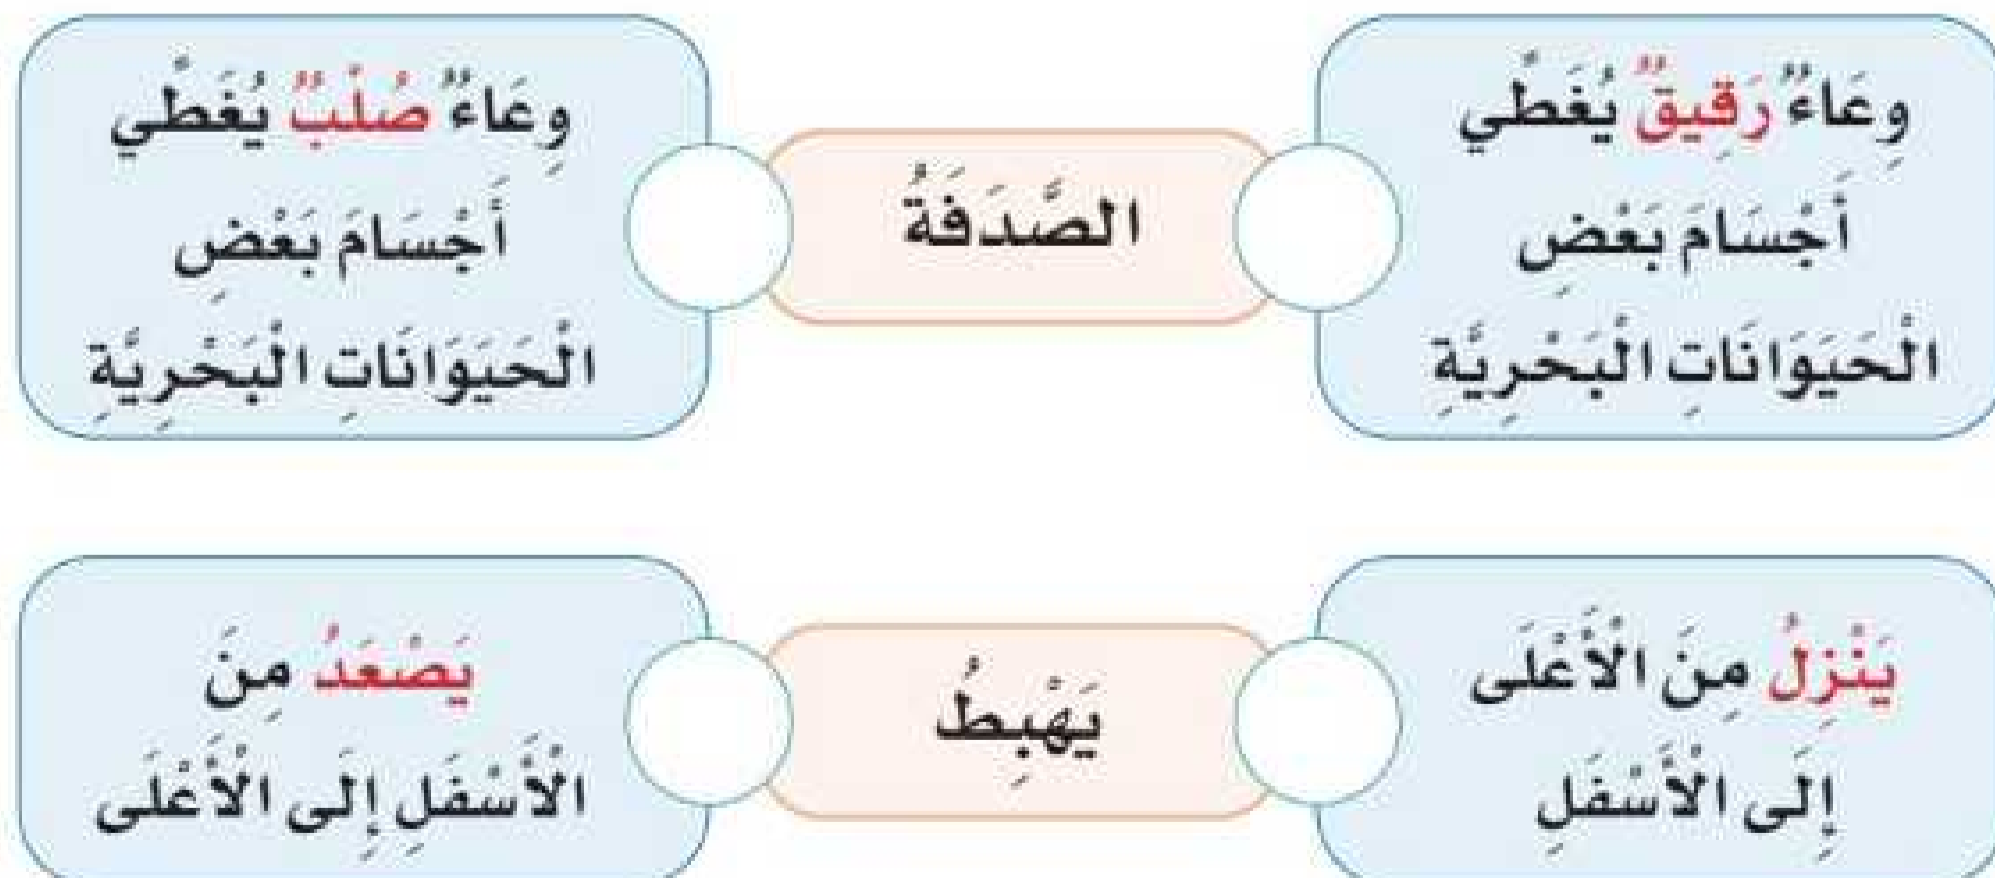 وِعَاءٌ رَقِيقٌ يُغَطِّي
أَجْسَامَ بَعْضِ
الْحَيَوَانَاتِ الْبَحْرِيَّةِ
الصَّدَفَةُ
وِعَاءٌ صُلْبٌ يُغَطِّي
أَجْسَامَ بَعْضِ
الْحَيَوَانَاتِ الْبَحْرِيَّةِ
يَنْزِلُ مِنَ الْأَعْلَى
إِلَى الْأَسْفَلِ
يَهْبِطُ
يَصْعَدُ مِنَ
الْأَسْفَلِ إِلَى الْأَعْلَى